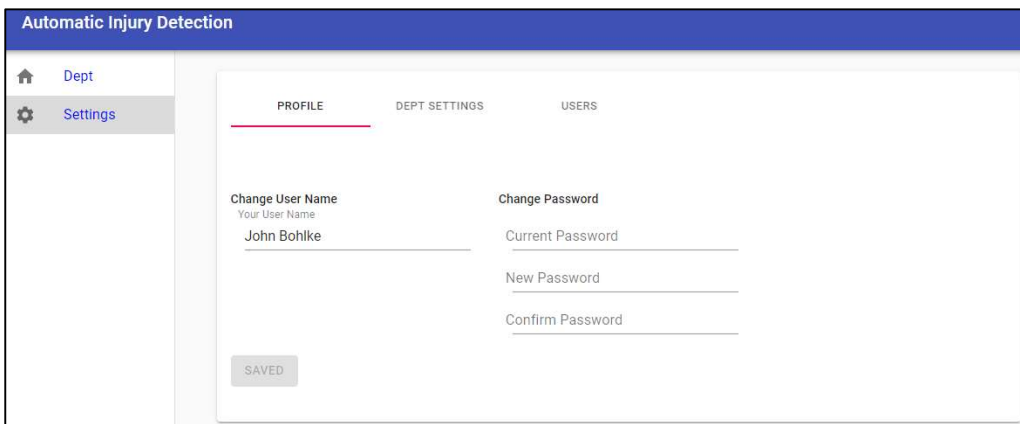 Automatic Injury Detection
Dept
Settings
PROFILE DEPT SETTINGS USERS
Change User Name
Your User Name
John Bohlke
Change Password
Current Password
New Password
Confirm Password
SAVED